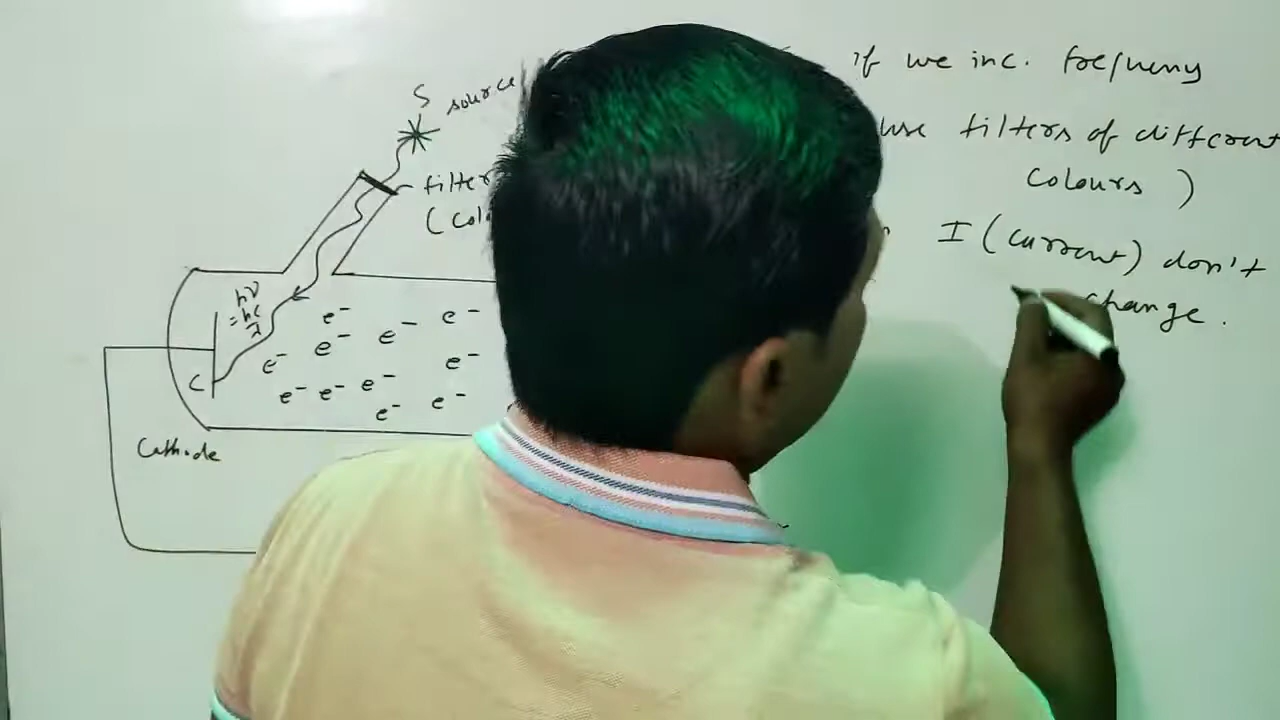 S source
filter
(Col
hν
= hc
λ
e⁻ e⁻ e⁻
e⁻ e⁻ e⁻
e⁻ e⁻ e⁻ e⁻ e⁻
C
Cathode
if we inc. frequency
use filters of different
colours )
I (current) don't
change .